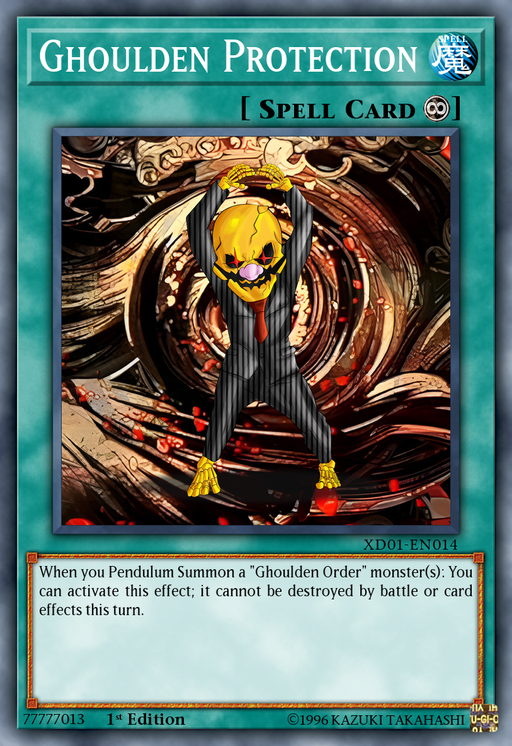 Ghoulden Protection
SPELL
魔
[ Spell Card ]
XD01-EN014
When you Pendulum Summon a "Ghoulden Order" monster(s): You
can activate this effect; it cannot be destroyed by battle or card
effects this turn.
77777013 1st Edition ©1996 KAZUKI TAKAHASHI